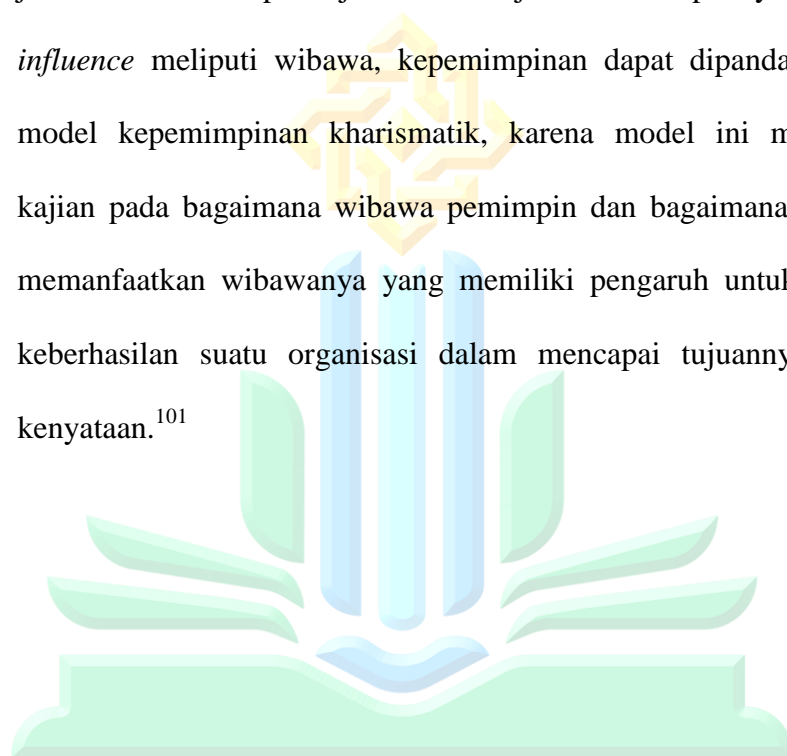 influence meliputi wibawa, kepemimpinan dapat dipanda
model kepemimpinan kharismatik, karena model ini m
kajian pada bagaimana wibawa pemimpin dan bagaimana
memanfaatkan wibawanya yang memiliki pengaruh untuk
keberhasilan suatu organisasi dalam mencapai tujuanny
kenyataan.101